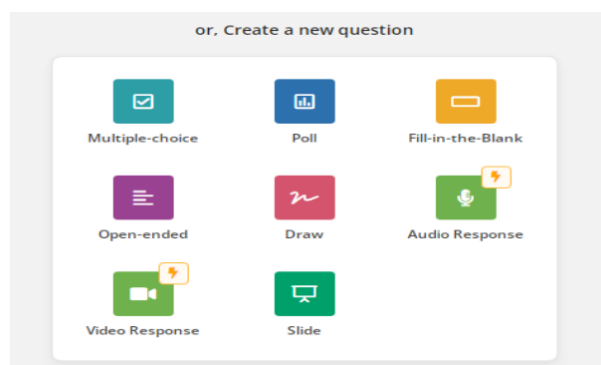 or, Create a new question
Multiple-choice
Poll
Fill-in-the-Blank
Open-ended
Draw
Audio Response
Video Response
Slide